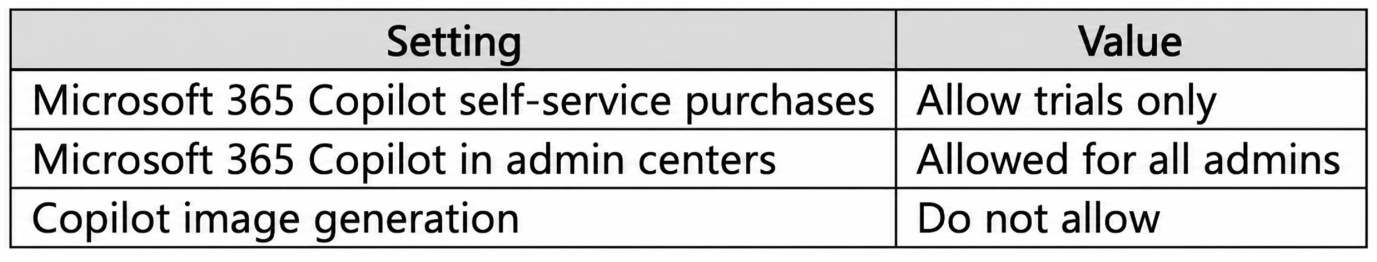 Setting Value
Microsoft 365 Copilot self-service purchases Allow trials only
Microsoft 365 Copilot in admin centers Allowed for all admins
Copilot image generation Do not allow